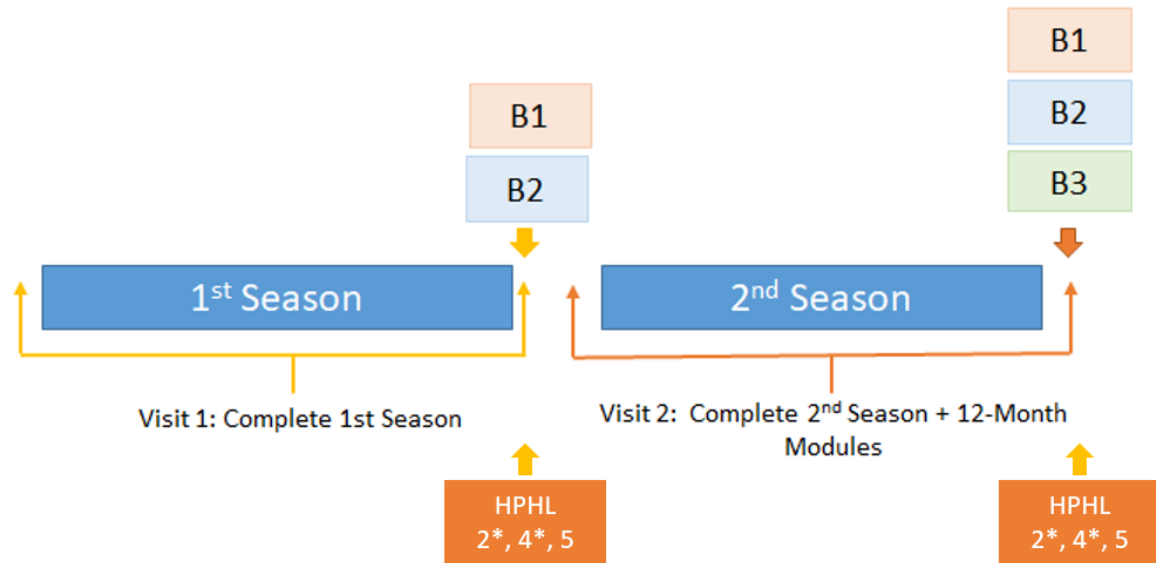 B1
B2
B1
B2
B3
1st Season
2nd Season
Visit 1: Complete 1st Season
Visit 2:  Complete 2nd Season + 12-Month
Modules
HPHL
2*, 4*, 5
HPHL
2*, 4*, 5